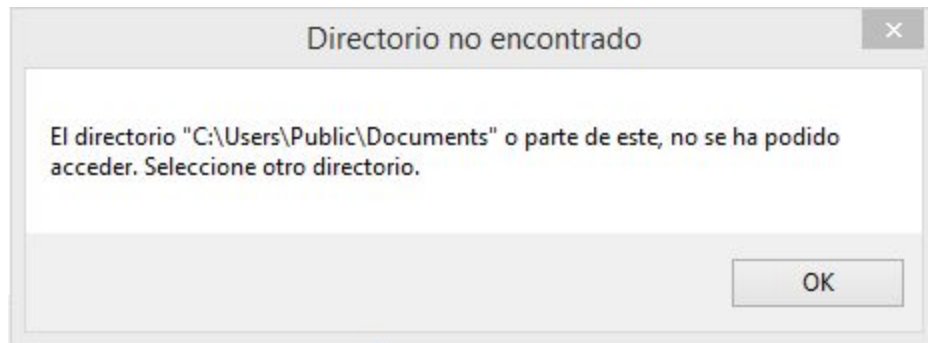 Directorio no encontrado
El directorio "C:\Users\Public\Documents" o parte de este, no se ha podido
acceder. Seleccione otro directorio.
OK